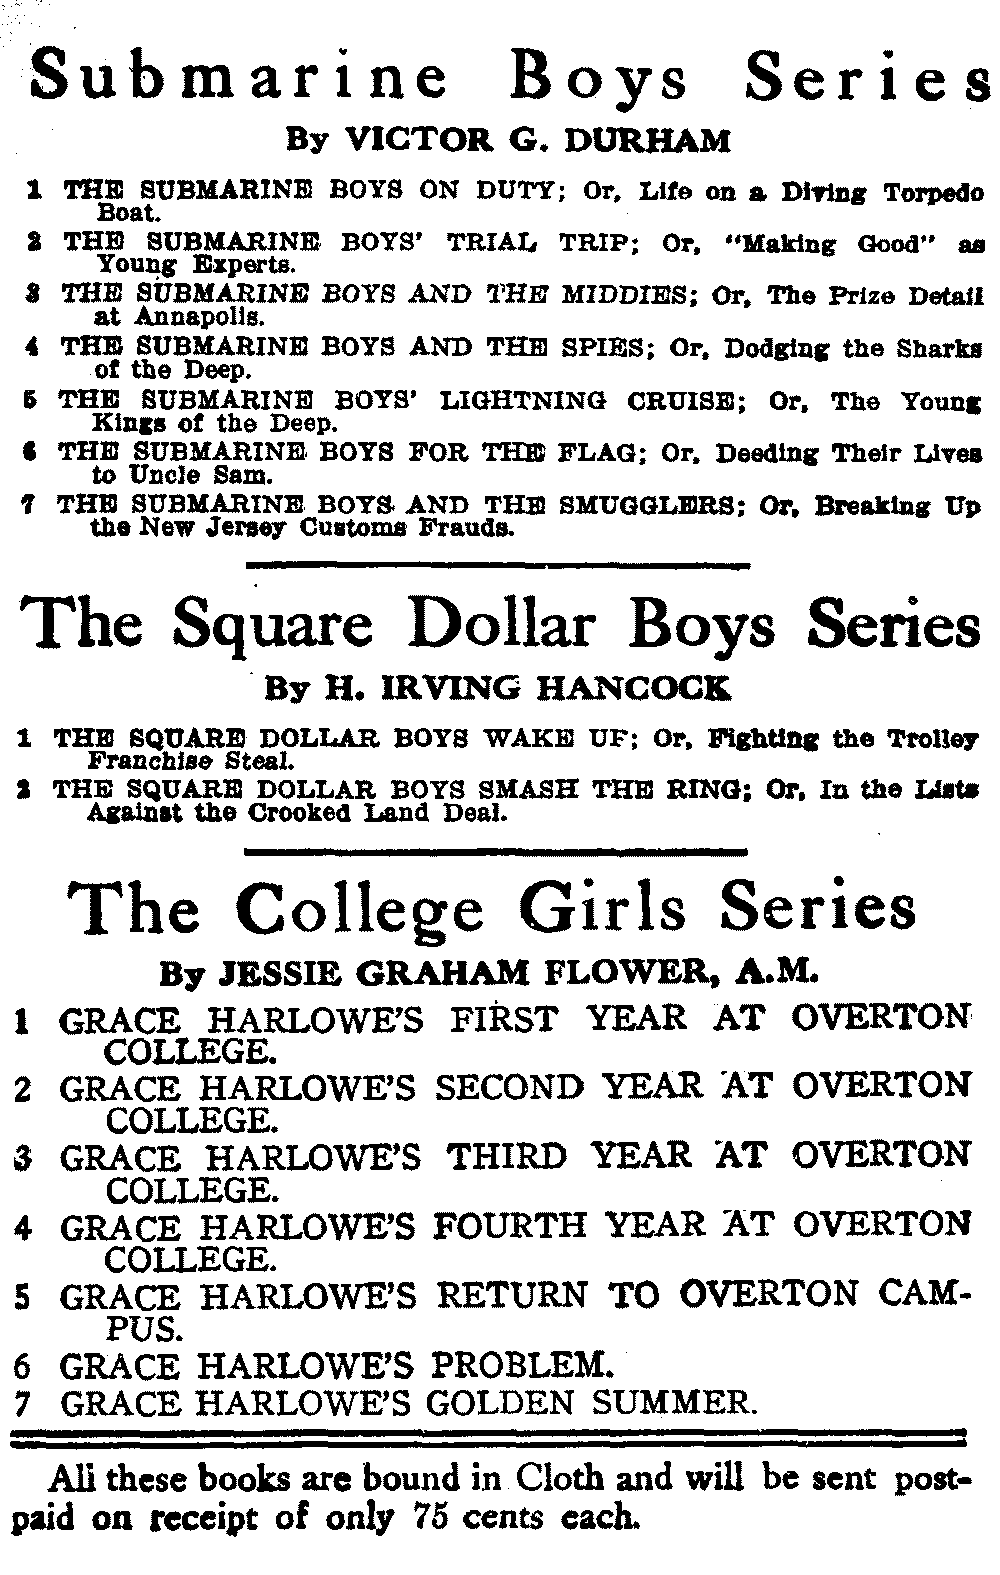 Submarine Boys Series
By VICTOR G. DURHAM
1 THE SUBMARINE BOYS ON DUTY; Or, Life on a Diving Torpedo
Boat.
2 THE SUBMARINE BOYS' TRIAL TRIP; Or, "Making Good" as
Young Experts.
3 THE SUBMARINE BOYS AND THE MIDDIES; Or, The Prize Detail
at Annapolis.
4 THE SUBMARINE BOYS AND THE SPIES; Or, Dodging the Sharks
of the Deep.
5 THE SUBMARINE BOYS' LIGHTNING CRUISE; Or, The Young
Kings of the Deep.
6 THE SUBMARINE BOYS FOR THE FLAG; Or, Deeding Their Lives
to Uncle Sam.
7 THE SUBMARINE BOYS AND THE SMUGGLERS; Or, Breaking Up
the New Jersey Customs Frauds.
The Square Dollar Boys Series
By H. IRVING HANCOCK
1 THE SQUARE DOLLAR BOYS WAKE UP; Or, Fighting the Trolley
Franchise Steal.
2 THE SQUARE DOLLAR BOYS SMASH THE RING; Or, In the Lists
Against the Crooked Land Deal.
The College Girls Series
By JESSIE GRAHAM FLOWER, A.M.
1 GRACE HARLOWE'S FIRST YEAR AT OVERTON
COLLEGE.
2 GRACE HARLOWE'S SECOND YEAR AT OVERTON
COLLEGE.
3 GRACE HARLOWE'S THIRD YEAR AT OVERTON
COLLEGE.
4 GRACE HARLOWE'S FOURTH YEAR AT OVERTON
COLLEGE.
5 GRACE HARLOWE'S RETURN TO OVERTON CAM-
PUS.
6 GRACE HARLOWE'S PROBLEM.
7 GRACE HARLOWE'S GOLDEN SUMMER.
All these books are bound in Cloth and will be sent post-
paid on receipt of only 75 cents each.